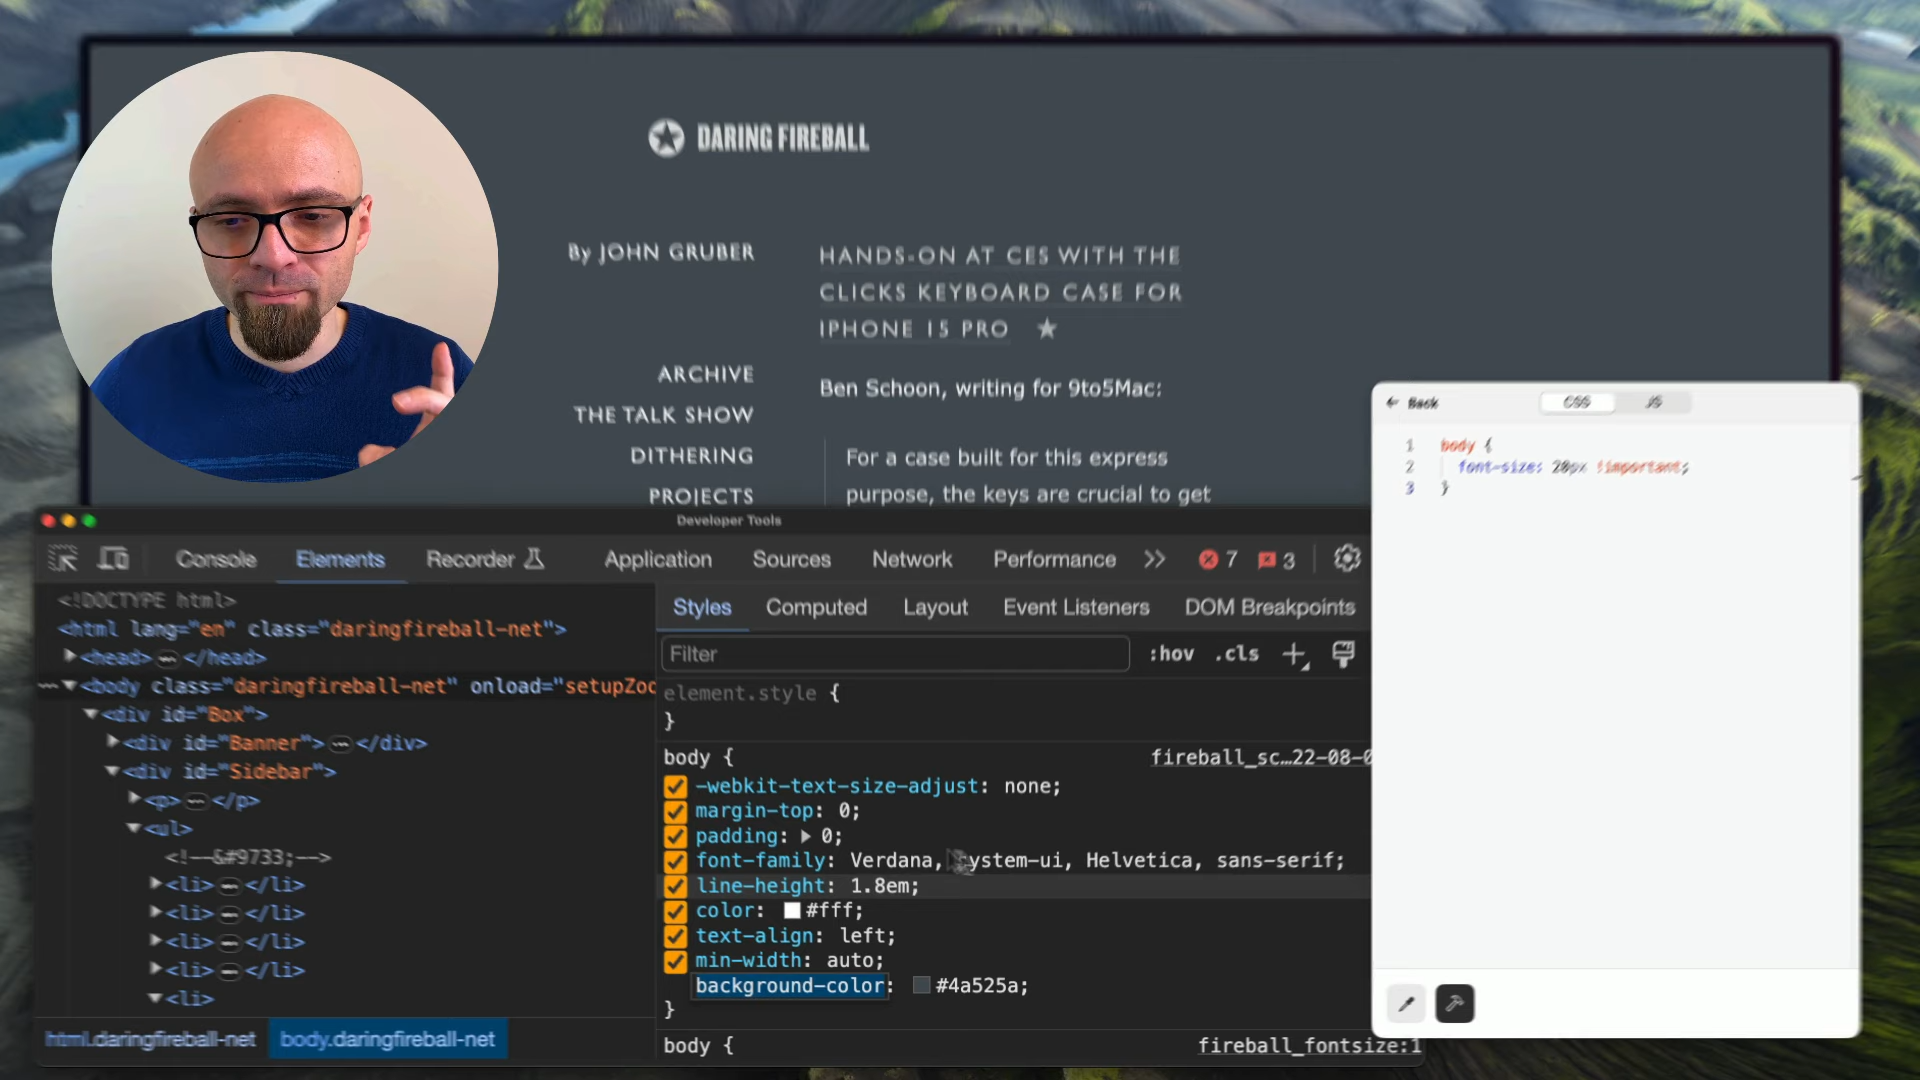 DARING FIREBALL
By JOHN GRUBER
HANDS-ON AT CES WITH THE
CLICKS KEYBOARD CASE FOR
IPHONE 15 PRO ★
ARCHIVE
THE TALK SHOW
DITHERING
PROJECTS
Ben Schoon, writing for 9to5Mac:
For a case built for this express
purpose, the keys are crucial to get
← Back
CSS
JS
1 body {
2 font-size: 20px !important;
3 }
Developer Tools
Console
Elements
Recorder
Application
Sources
Network
Performance
>>
7
3
<!DOCTYPE html>
<html lang="en" class="daringfireball-net">
<head>…</head>
<body class="daringfireball-net" onload="setupZoo
<div id="Box">
<div id="Banner">…</div>
<div id="Sidebar">
<p>…</p>
<ul>
<!--&#9733;-->
<li>…</li>
<li>…</li>
<li>…</li>
<li>…</li>
<li>
html.daringfireball-net
body.daringfireball-net
Styles
Computed
Layout
Event Listeners
DOM Breakpoints
Filter
:hov
.cls
element.style {
}
body {
fireball_sc…22-08-0
-webkit-text-size-adjust: none;
margin-top: 0;
padding: 0;
font-family: Verdana, system-ui, Helvetica, sans-serif;
line-height: 1.8em;
color: #fff;
text-align: left;
min-width: auto;
background-color: #4a525a;
}
body {
fireball_fontsize:1